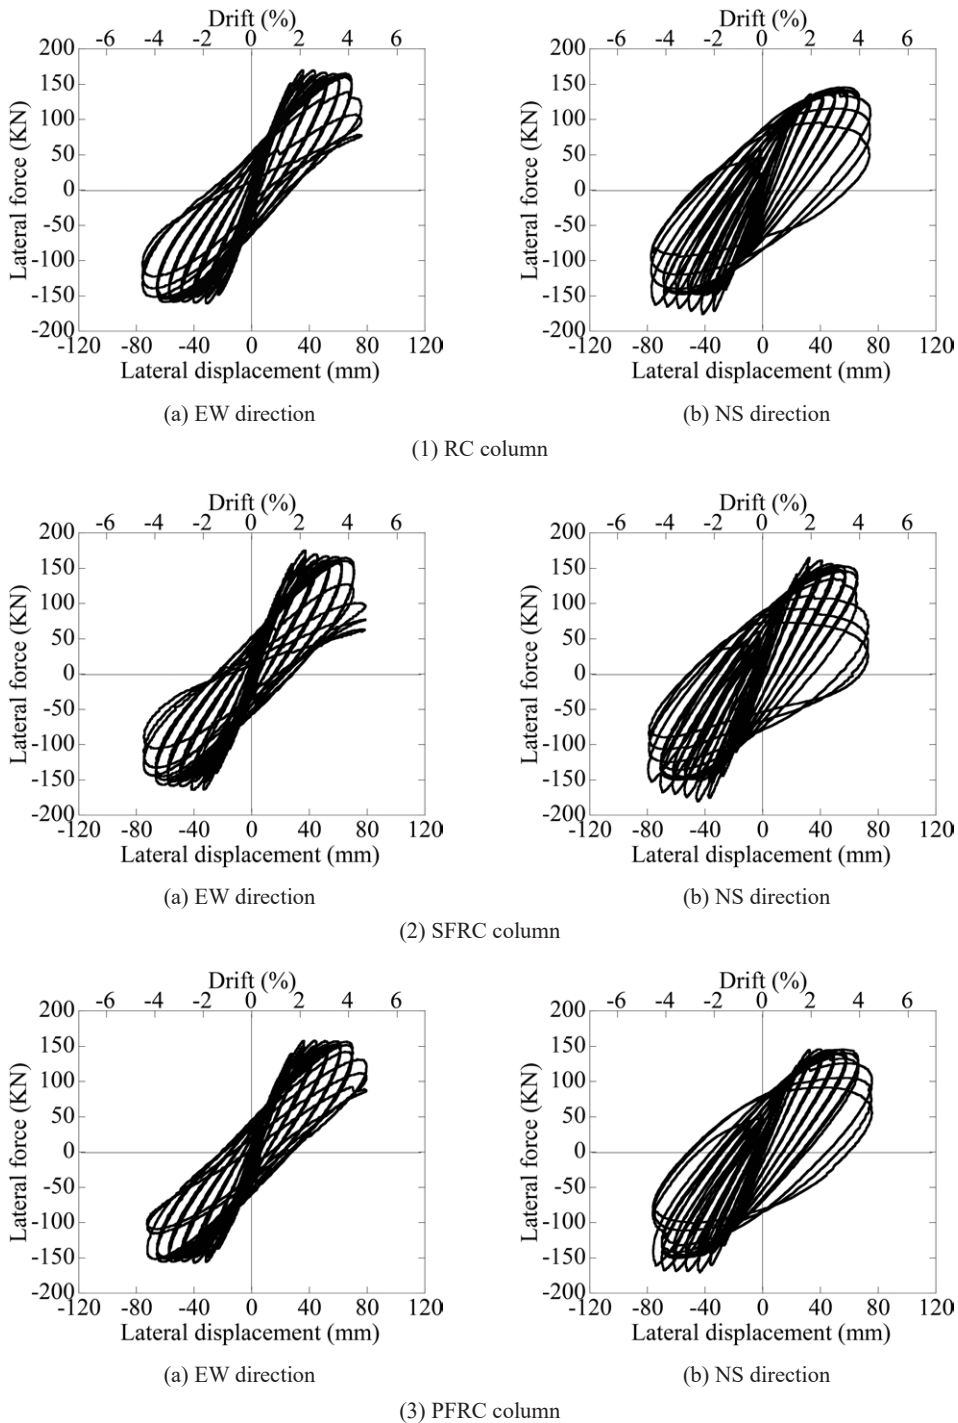 Drift (%)
-6 -4 -2 0 2 4 6
200
150
100
50
0
-50
-100
-150
-200
Lateral force (KN)
-120 -80 -40 0 40 80 120
Lateral displacement (mm)
(a) EW direction
Drift (%)
-6 -4 -2 0 2 4 6
200
150
100
50
0
-50
-100
-150
-200
Lateral force (KN)
-120 -80 -40 0 40 80 120
Lateral displacement (mm)
(b) NS direction
(1) RC column
Drift (%)
-6 -4 -2 0 2 4 6
200
150
100
50
0
-50
-100
-150
-200
Lateral force (KN)
-120 -80 -40 0 40 80 120
Lateral displacement (mm)
(a) EW direction
Drift (%)
-6 -4 -2 0 2 4 6
200
150
100
50
0
-50
-100
-150
-200
Lateral force (KN)
-120 -80 -40 0 40 80 120
Lateral displacement (mm)
(b) NS direction
(2) SFRC column
Drift (%)
-6 -4 -2 0 2 4 6
200
150
100
50
0
-50
-100
-150
-200
Lateral force (KN)
-120 -80 -40 0 40 80 120
Lateral displacement (mm)
(a) EW direction
Drift (%)
-6 -4 -2 0 2 4 6
200
150
100
50
0
-50
-100
-150
-200
Lateral force (KN)
-120 -80 -40 0 40 80 120
Lateral displacement (mm)
(b) NS direction
(3) PFRC column